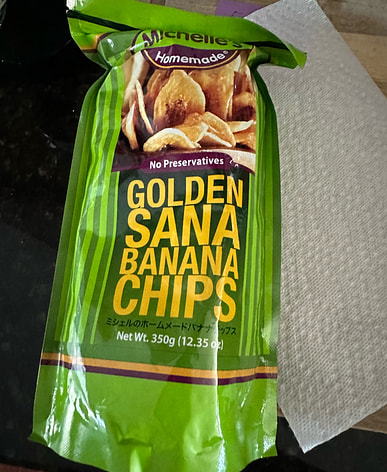 Michelle's
Homemade®
No Preservatives
GOLDEN
SANA
BANANA
CHIPS
ミシェルのホームメードバナナチップス
Net Wt. 350g (12.35 oz)